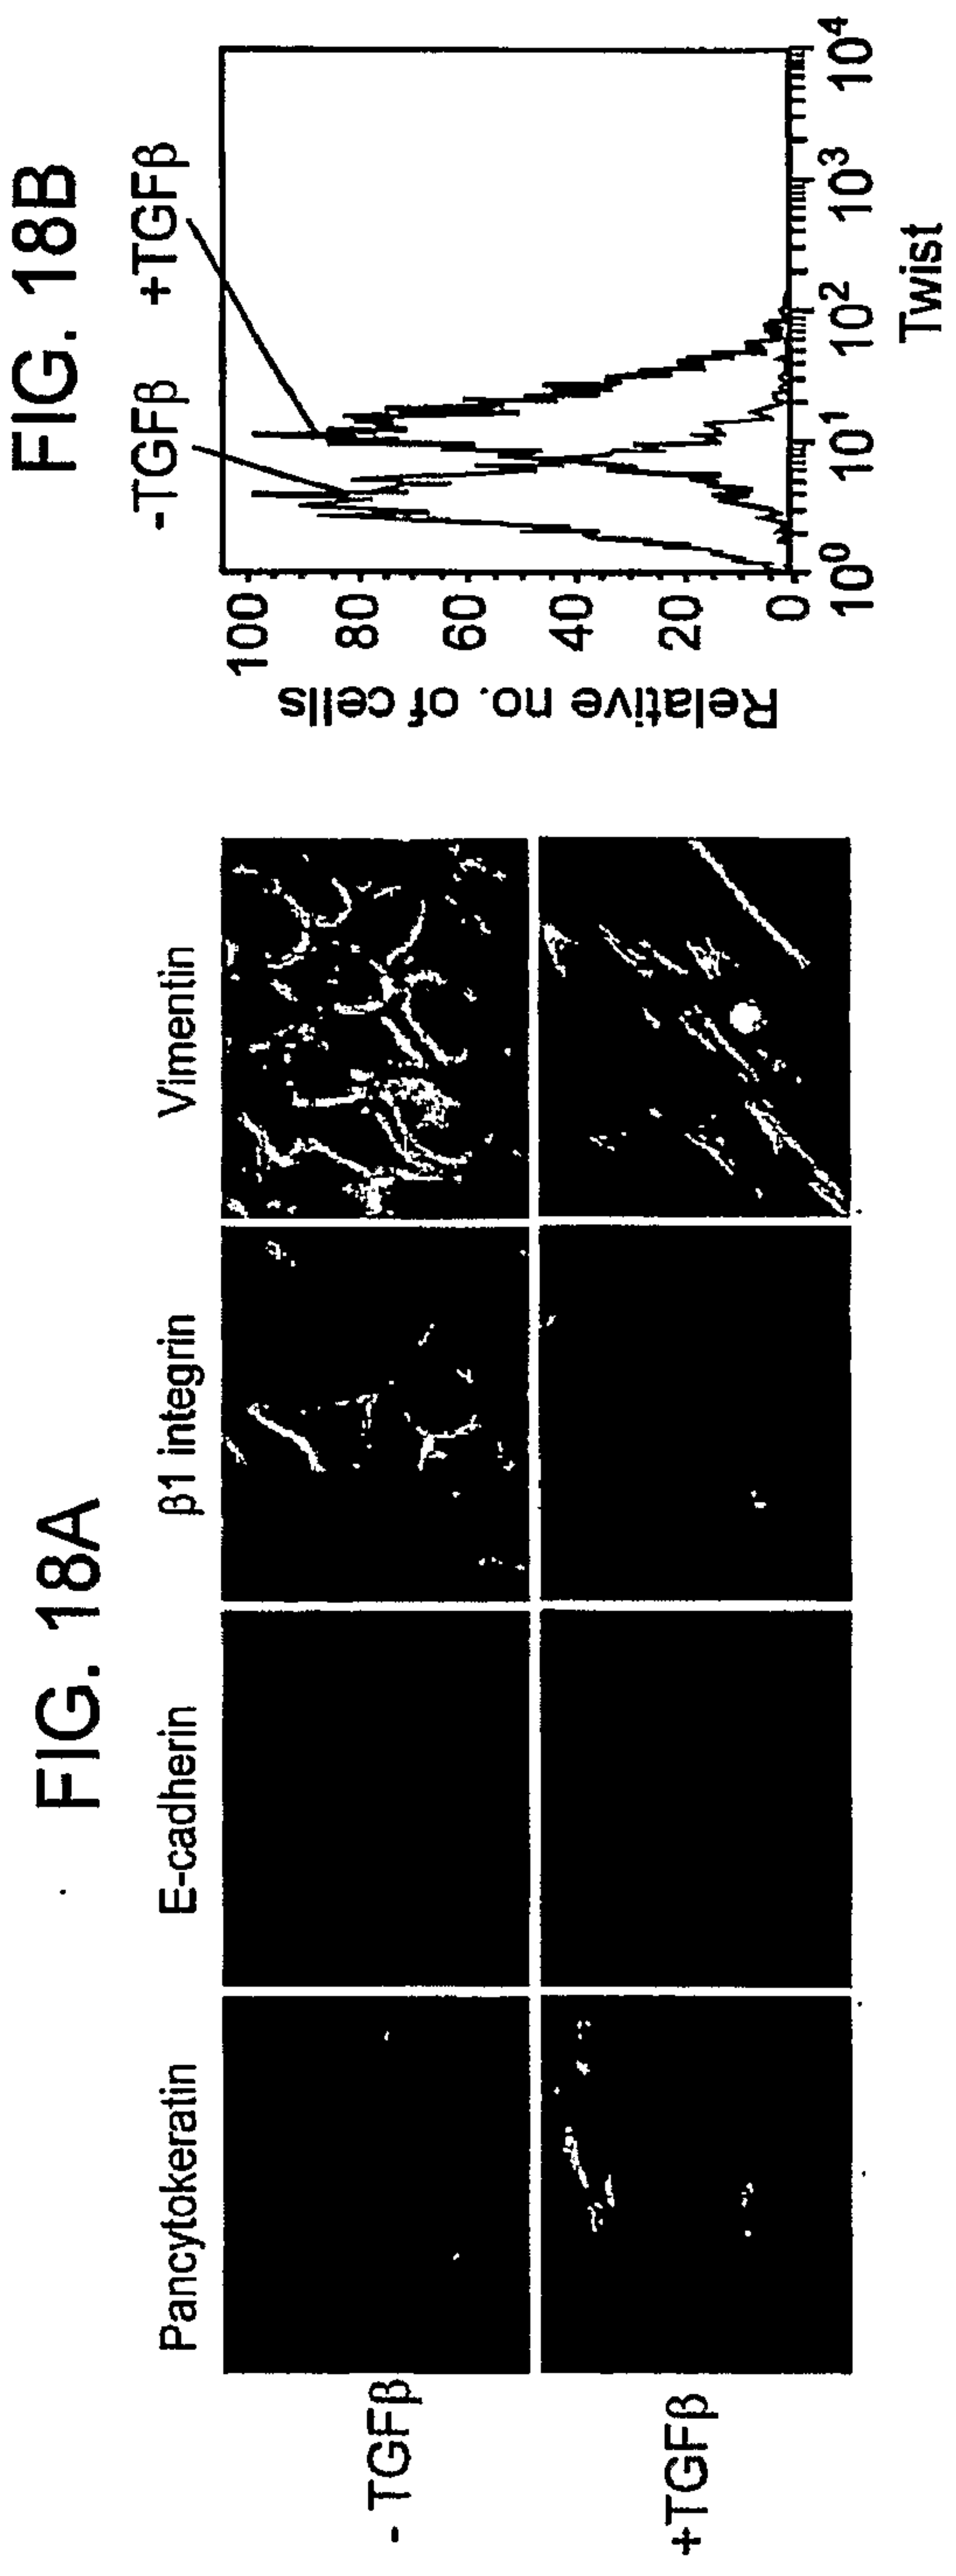 FIG. 18A
Pancytokeratin
E-cadherin
β1 integrin
Vimentin
- TGFβ
+TGFβ
FIG. 18B
-TGFβ
+TGFβ
Relative no. of cells
100
80
60
40
20
0
10⁰ 10¹ 10² 10³ 10⁴
Twist